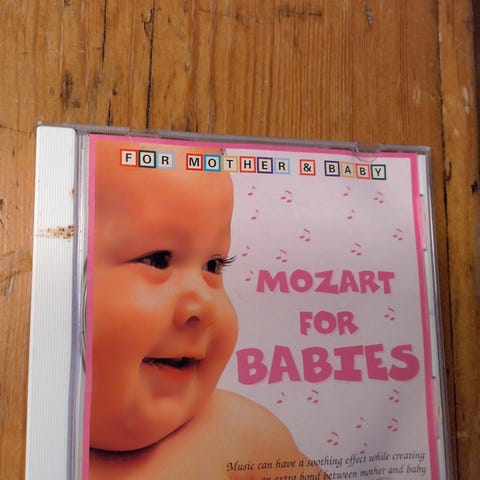 FOR MOTHER & BABY
MOZART
FOR
BABIES
Music can have a soothing effect while creating
an extra bond between mother and baby